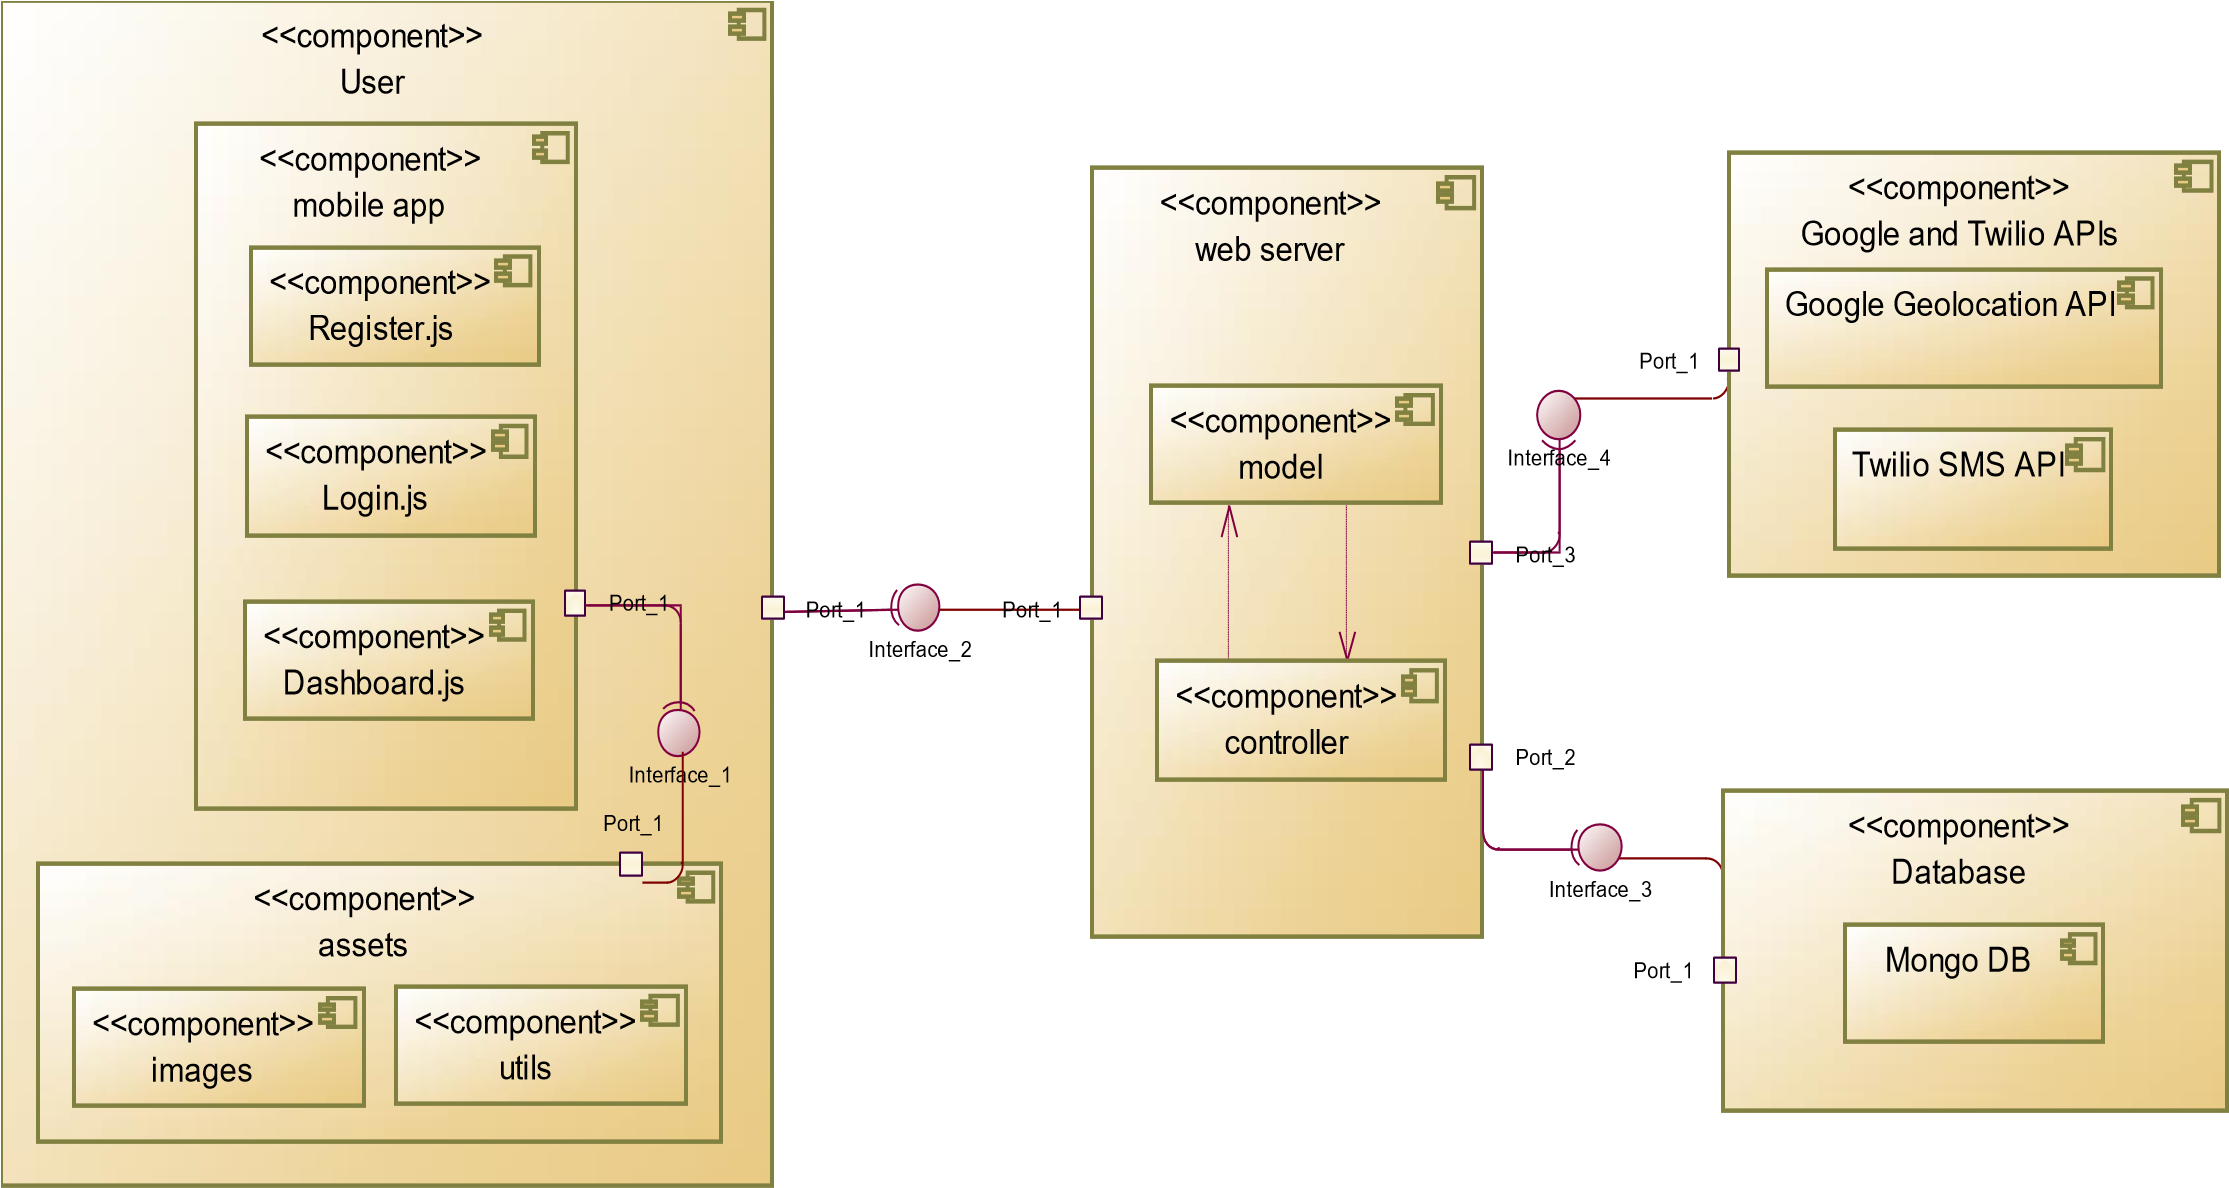 <<component>>
User
<<component>>
mobile app
<<component>>
Register.js
<<component>>
Login.js
<<component>>
Dashboard.js
Port_1
Interface_1
Port_1
<<component>>
assets
<<component>>
images
<<component>>
utils
Port_1
Interface_2
Port_1
<<component>>
web server
<<component>>
model
<<component>>
controller
Port_3
Interface_4
Port_1
Port_2
Interface_3
Port_1
<<component>>
Google and Twilio APIs
Google Geolocation API
Twilio SMS API
<<component>>
Database
Mongo DB